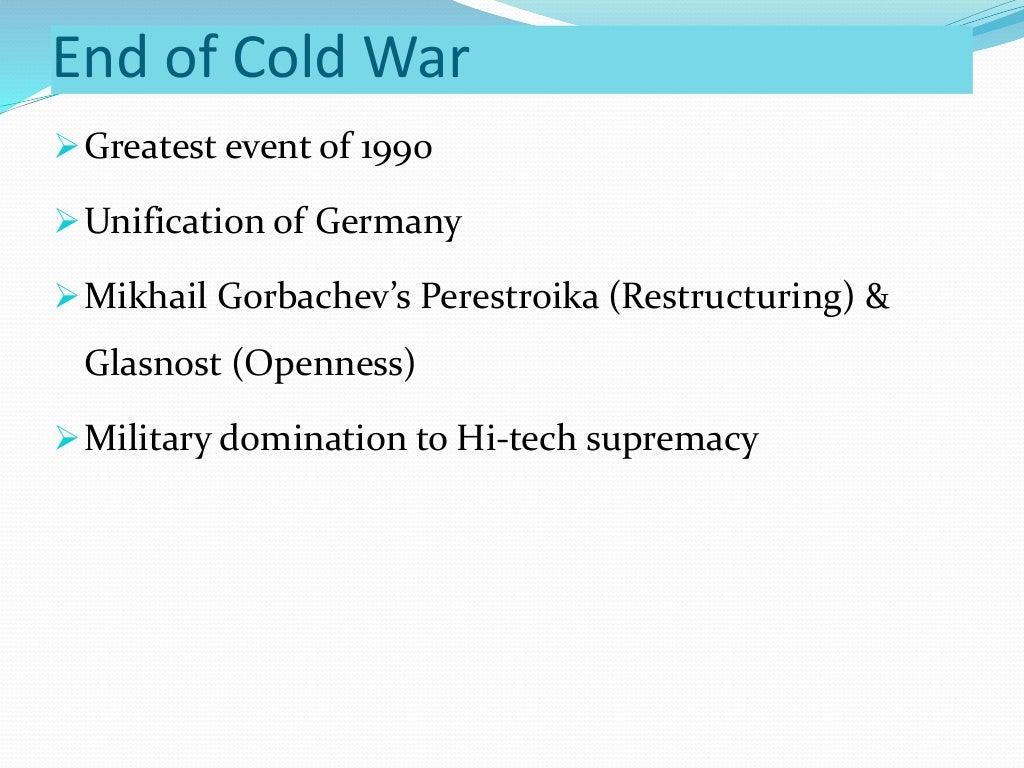 End of Cold War
➢Greatest event of 1990
➢Unification of Germany
➢Mikhail Gorbachev’s Perestroika (Restructuring) &
Glasnost (Openness)
➢Military domination to Hi-tech supremacy